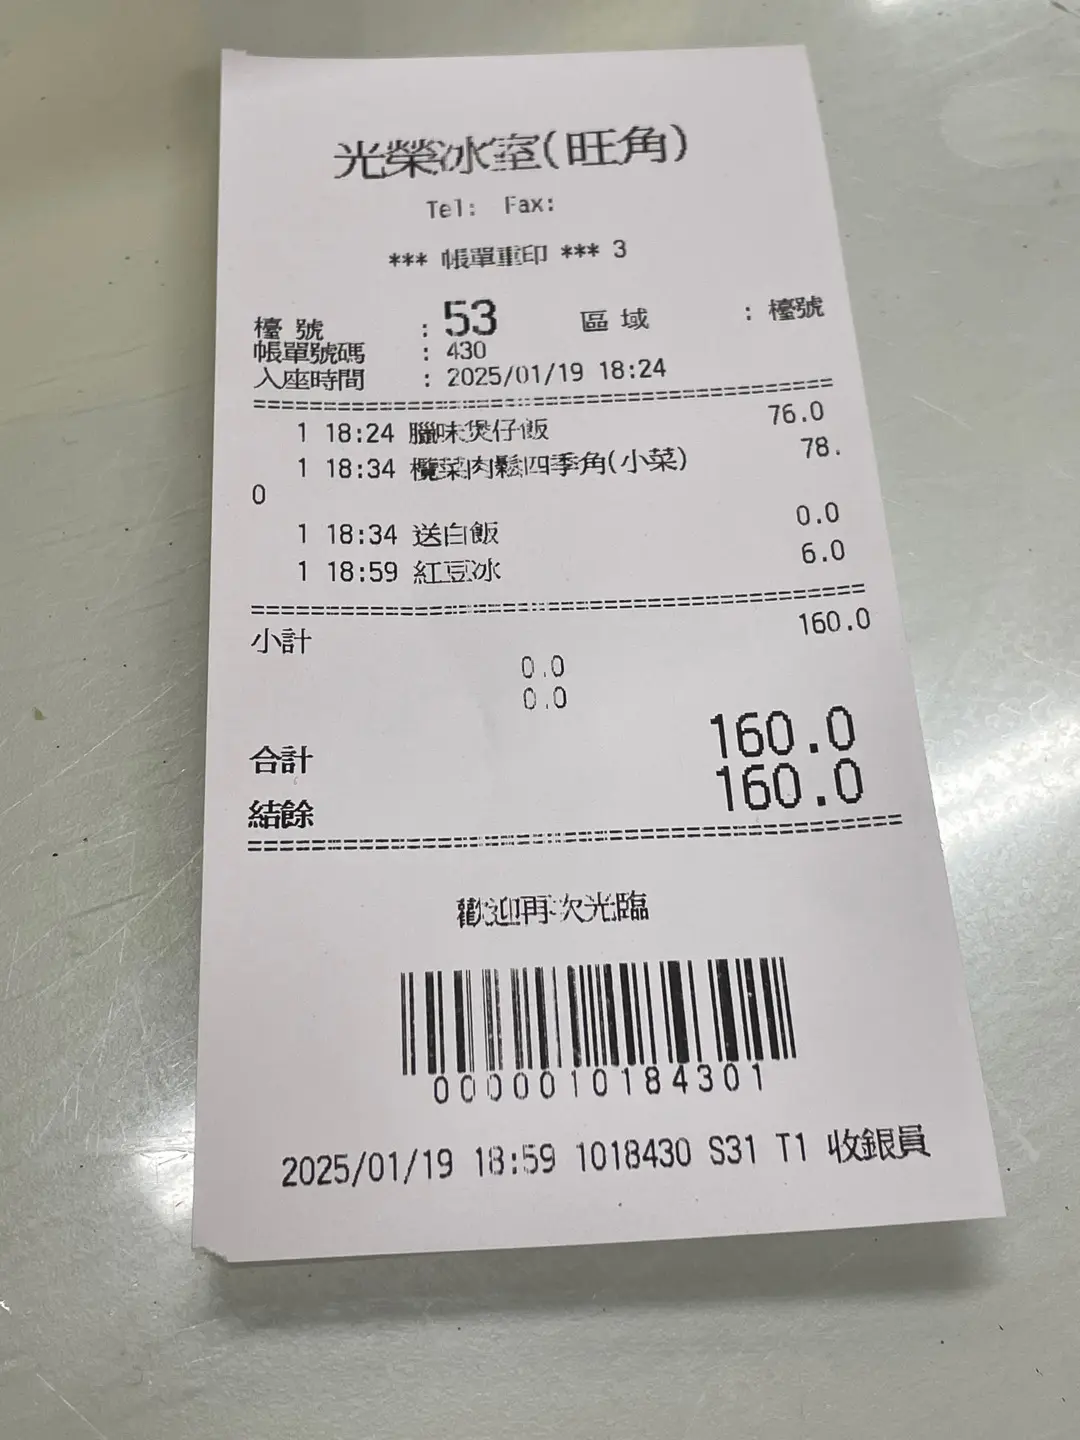 光榮冰室(旺角)
Tel: Fax:
*** 帳單重印 *** 3
檯 號 : 53 區 域 : 檯號
帳單號碼 : 430
入座時間 : 2025/01/19 18:24
1 18:24 臘味煲仔飯 76.0
1 18:34 欖菜肉鬆四季角(小菜) 78.
0
1 18:34 送白飯 0.0
1 18:59 紅豆冰 6.0
小計 160.0
0.0
0.0
合計 160.0
結餘 160.0
歡迎再次光臨
0000010184301
2025/01/19 18:59 1018430 S31 T1 收銀員